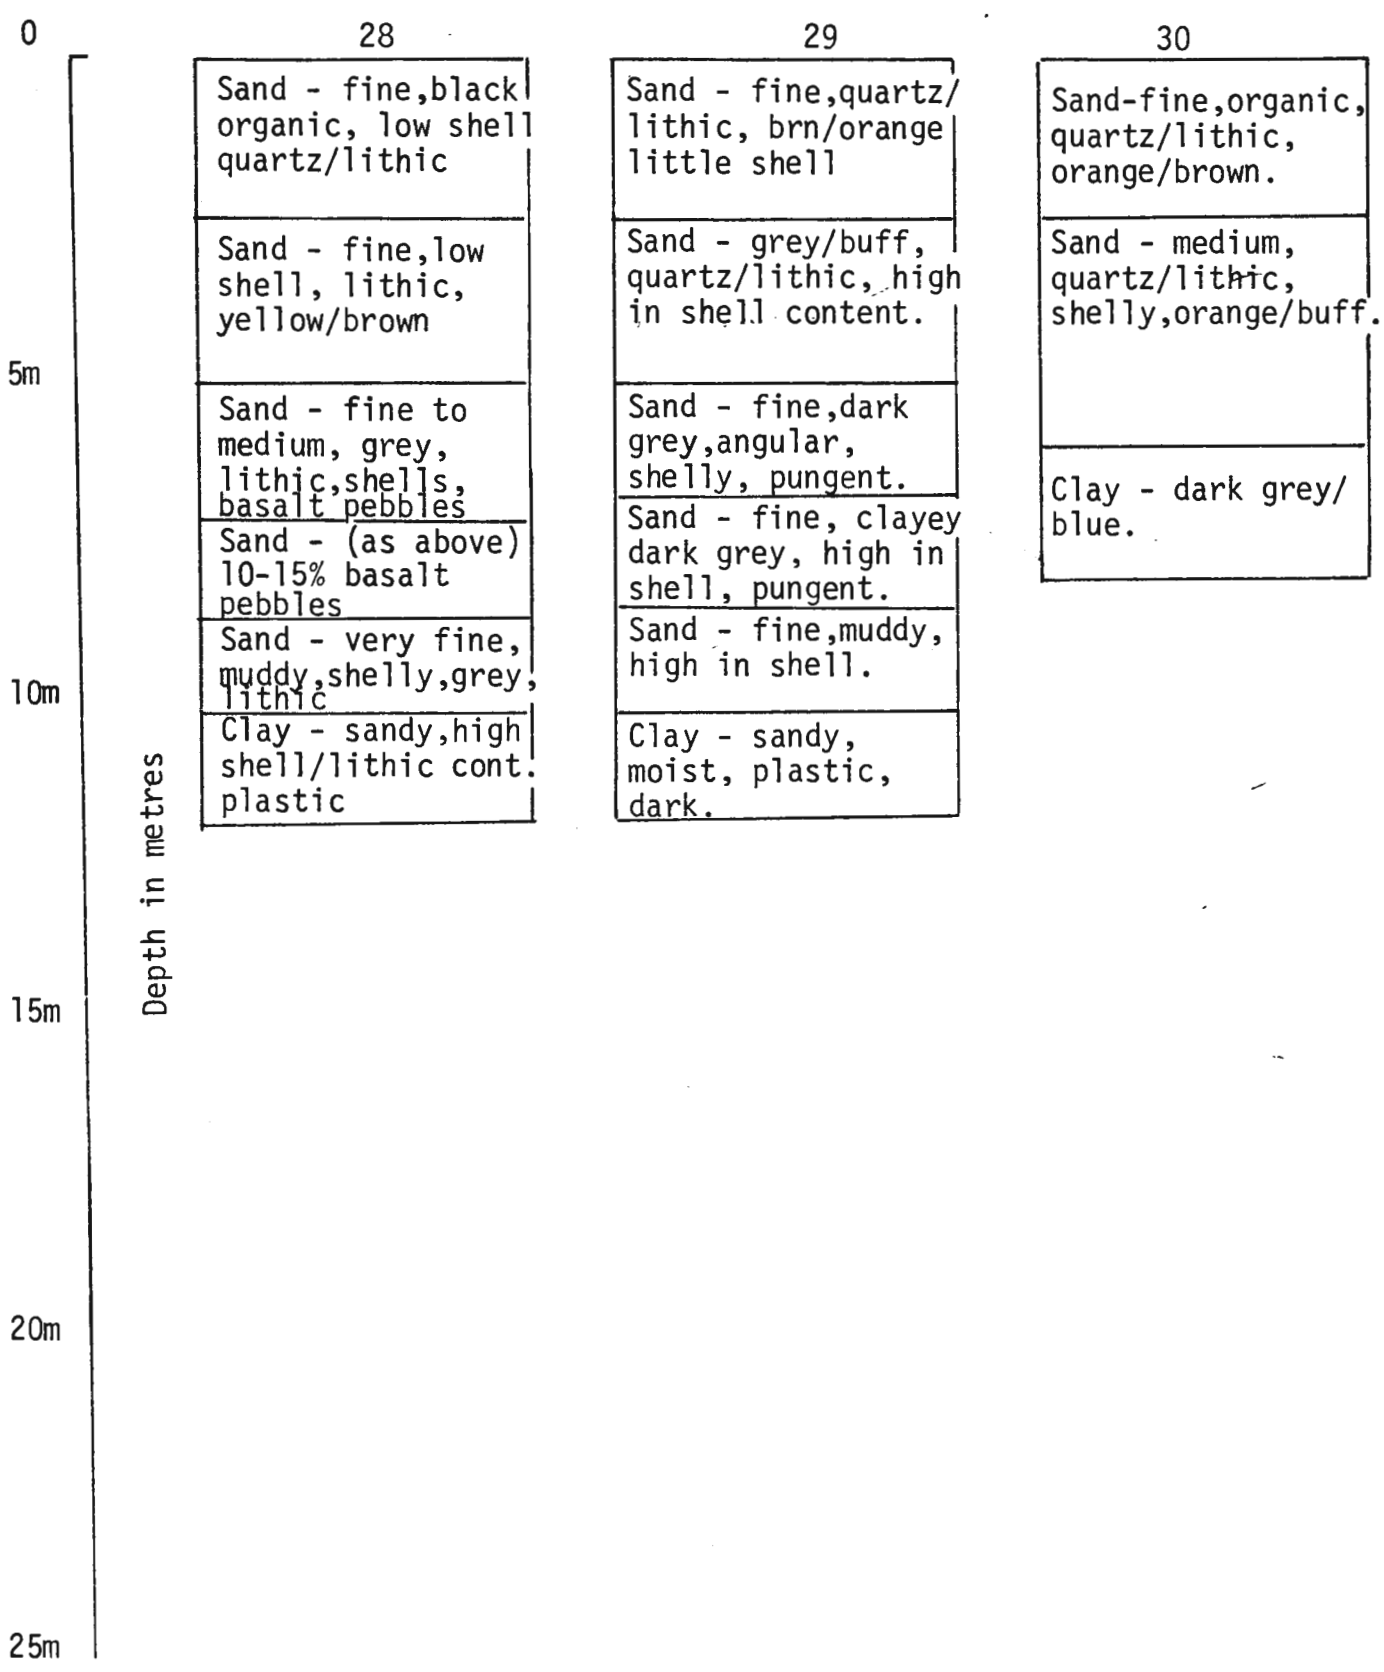 0
28
29
30
Sand - fine,black
organic, low shell
quartz/lithic
Sand - fine,low
shell, lithic,
yellow/brown
Sand - fine to
medium, grey,
lithic,shells,
basalt pebbles
Sand - (as above)
10-15% basalt
pebbles
Sand - very fine,
muddy,shelly,grey,
lithic
Clay - sandy,high
shell/lithic cont.
plastic
Sand - fine,quartz/
lithic, brn/orange
little shell
Sand - grey/buff,
quartz/lithic, high
in shell content.
Sand - fine,dark
grey,angular,
shelly, pungent.
Sand - fine, clayey
dark grey, high in
shell, pungent.
Sand - fine,muddy,
high in shell.
Clay - sandy,
moist, plastic,
dark.
Sand-fine,organic,
quartz/lithic,
orange/brown.
Sand - medium,
quartz/lithic,
shelly,orange/buff.
Clay - dark grey/
blue.
5m
10m
15m
20m
25m
Depth in metres